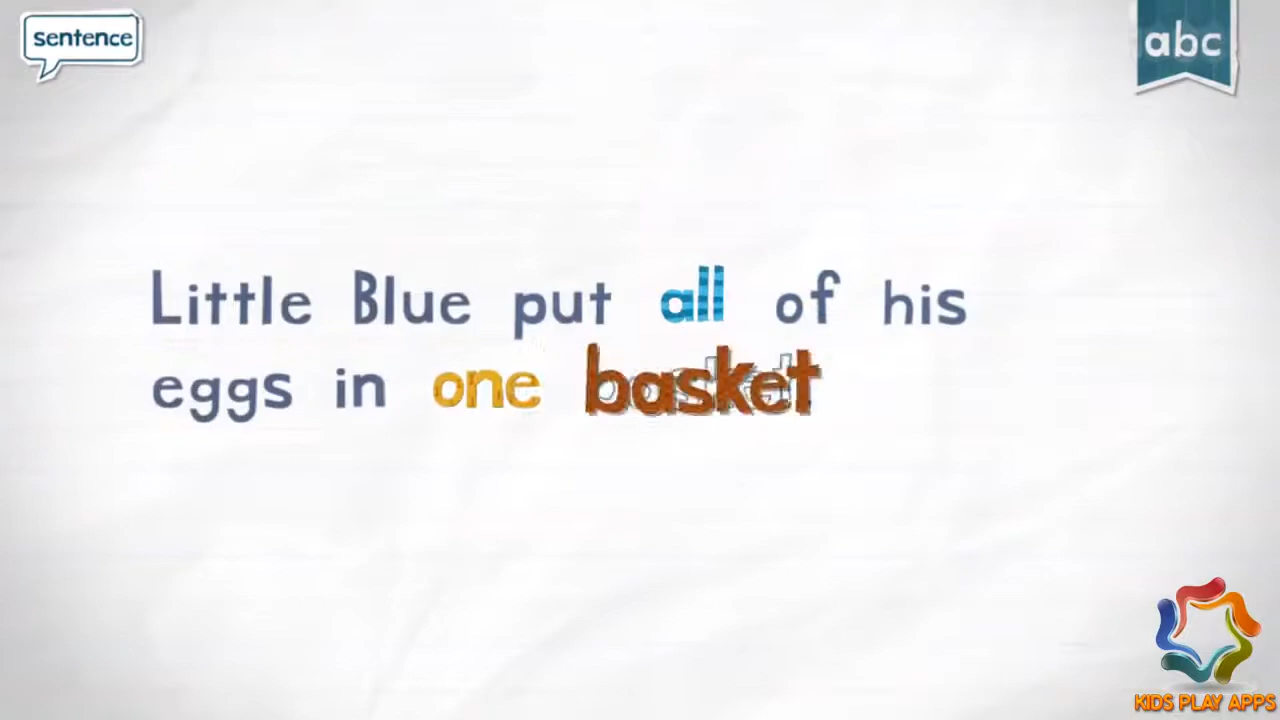 sentence
abc
Little Blue put all of his
eggs in one basket
KIDS PLAY APPS